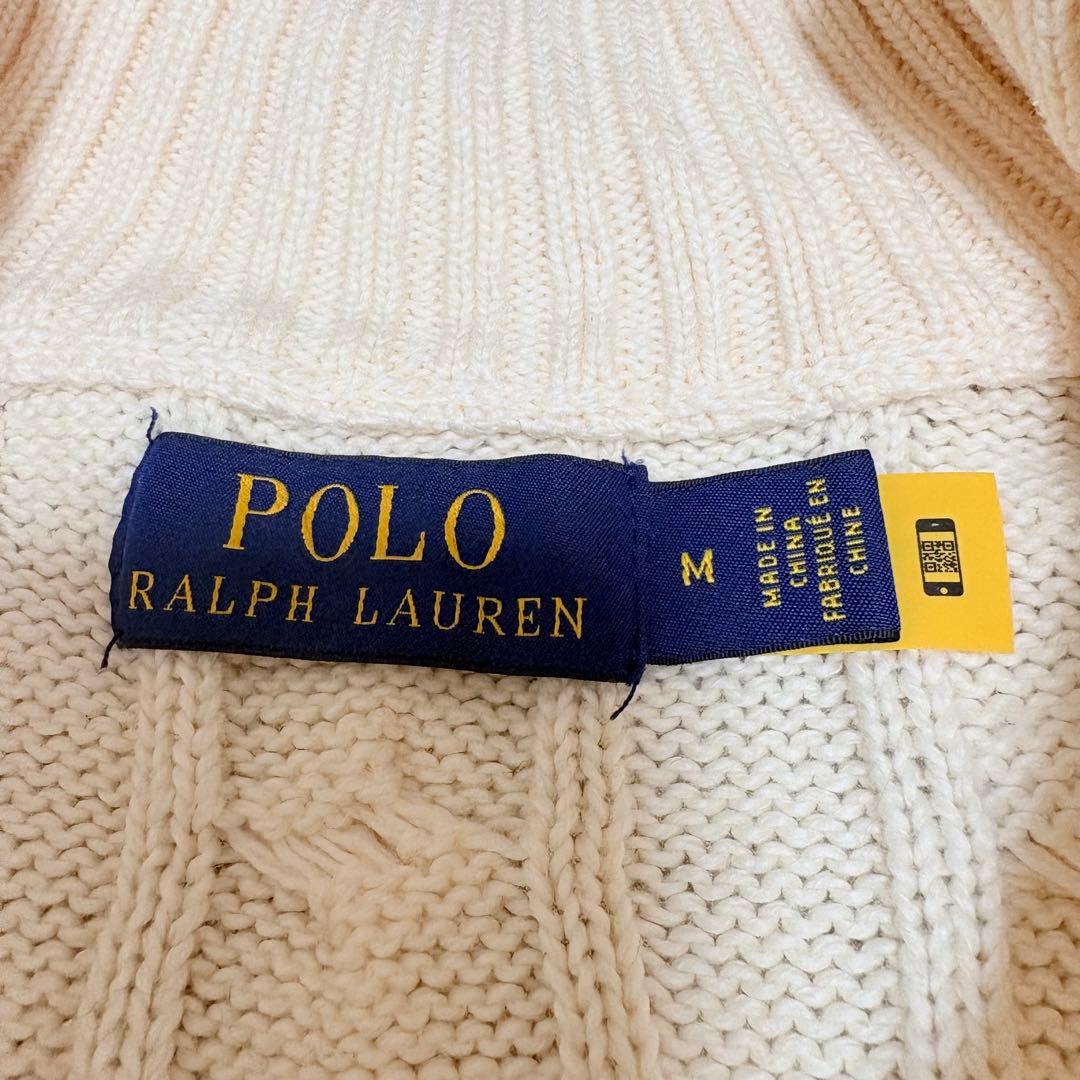 POLO
RALPH LAUREN
M
MADE IN
CHINA
FABRIQUÉ EN
CHINE